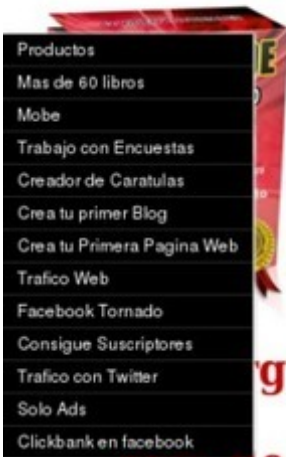 Productos
Mas de 60 libros
Mobe
Trabajo con Encuestas
Creador de Caratulas
Crea tu primer Blog
Crea tu Primera Pagina Web
Trafico Web
Facebook Tornado
Consigue Suscriptores
Trafico con Twitter
Solo Ads
Clickbank en facebook